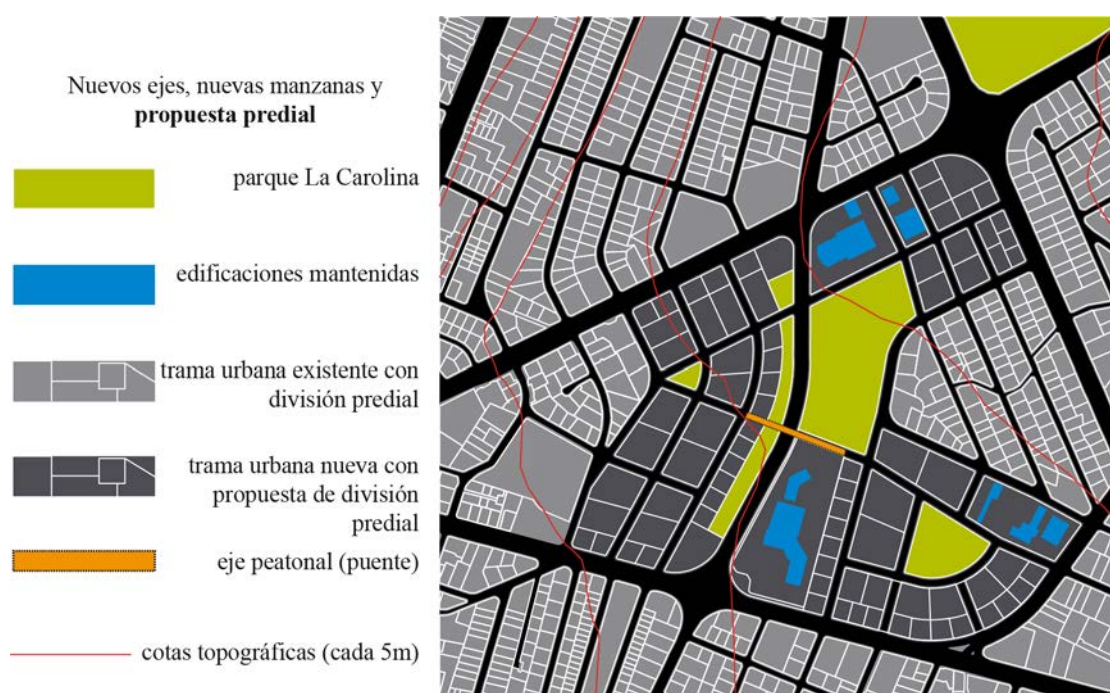 Nuevos ejes, nuevas manzanas y
propuesta predial
parque La Carolina
edificaciones mantenidas
trama urbana existente con
división predial
trama urbana nueva con
propuesta de división
predial
eje peatonal (puente)
cotas topográficas (cada 5m)